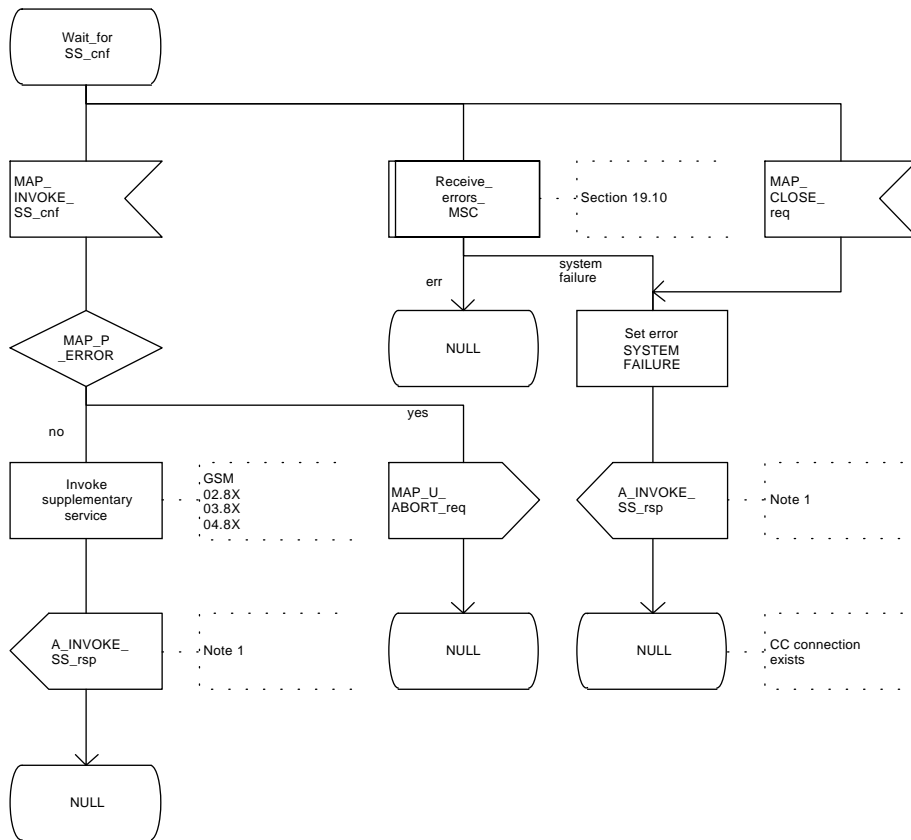 Wait_for
SS_cnf
MAP_
INVOKE_
SS_cnf
Receive_
errors_
MSC
Section 19.10
MAP_
CLOSE_
req
err
system
failure
MAP_P
_ERROR
NULL
Set error
SYSTEM
FAILURE
no
yes
Invoke
supplementary
service
GSM
02.8X
03.8X
04.8X
MAP_U_
ABORT_req
A_INVOKE_
SS_rsp
Note 1
A_INVOKE_
SS_rsp
Note 1
NULL
NULL
CC connection
exists
NULL